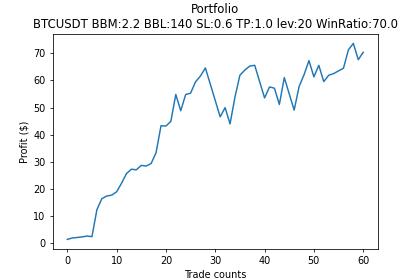 Portfolio
BTCUSDT BBM:2.2 BBL:140 SL:0.6 TP:1.0 lev:20 WinRatio:70.0
70
60
50
40
30
20
10
0
Profit ($)
0 10 20 30 40 50 60
Trade counts